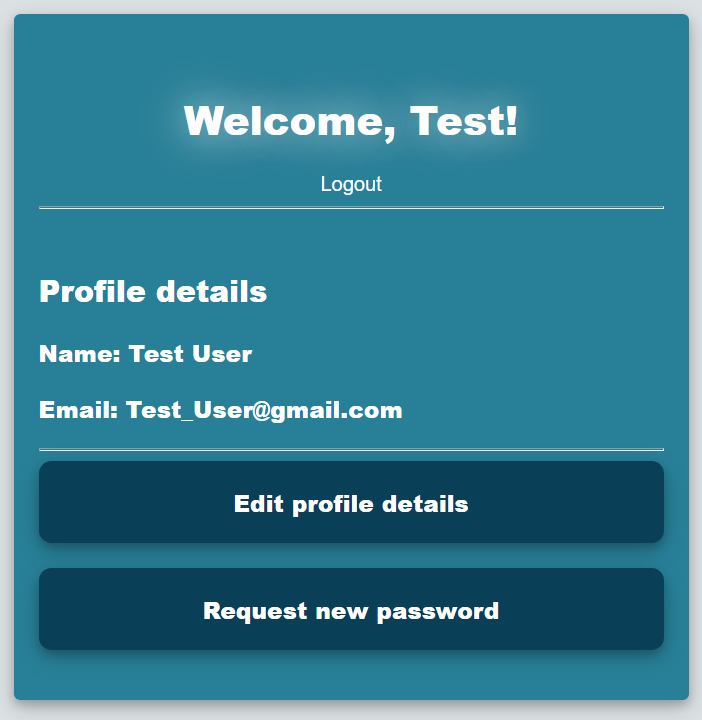 Welcome, Test!
Logout
Profile details
Name: Test User
Email: Test_User@gmail.com
Edit profile details
Request new password